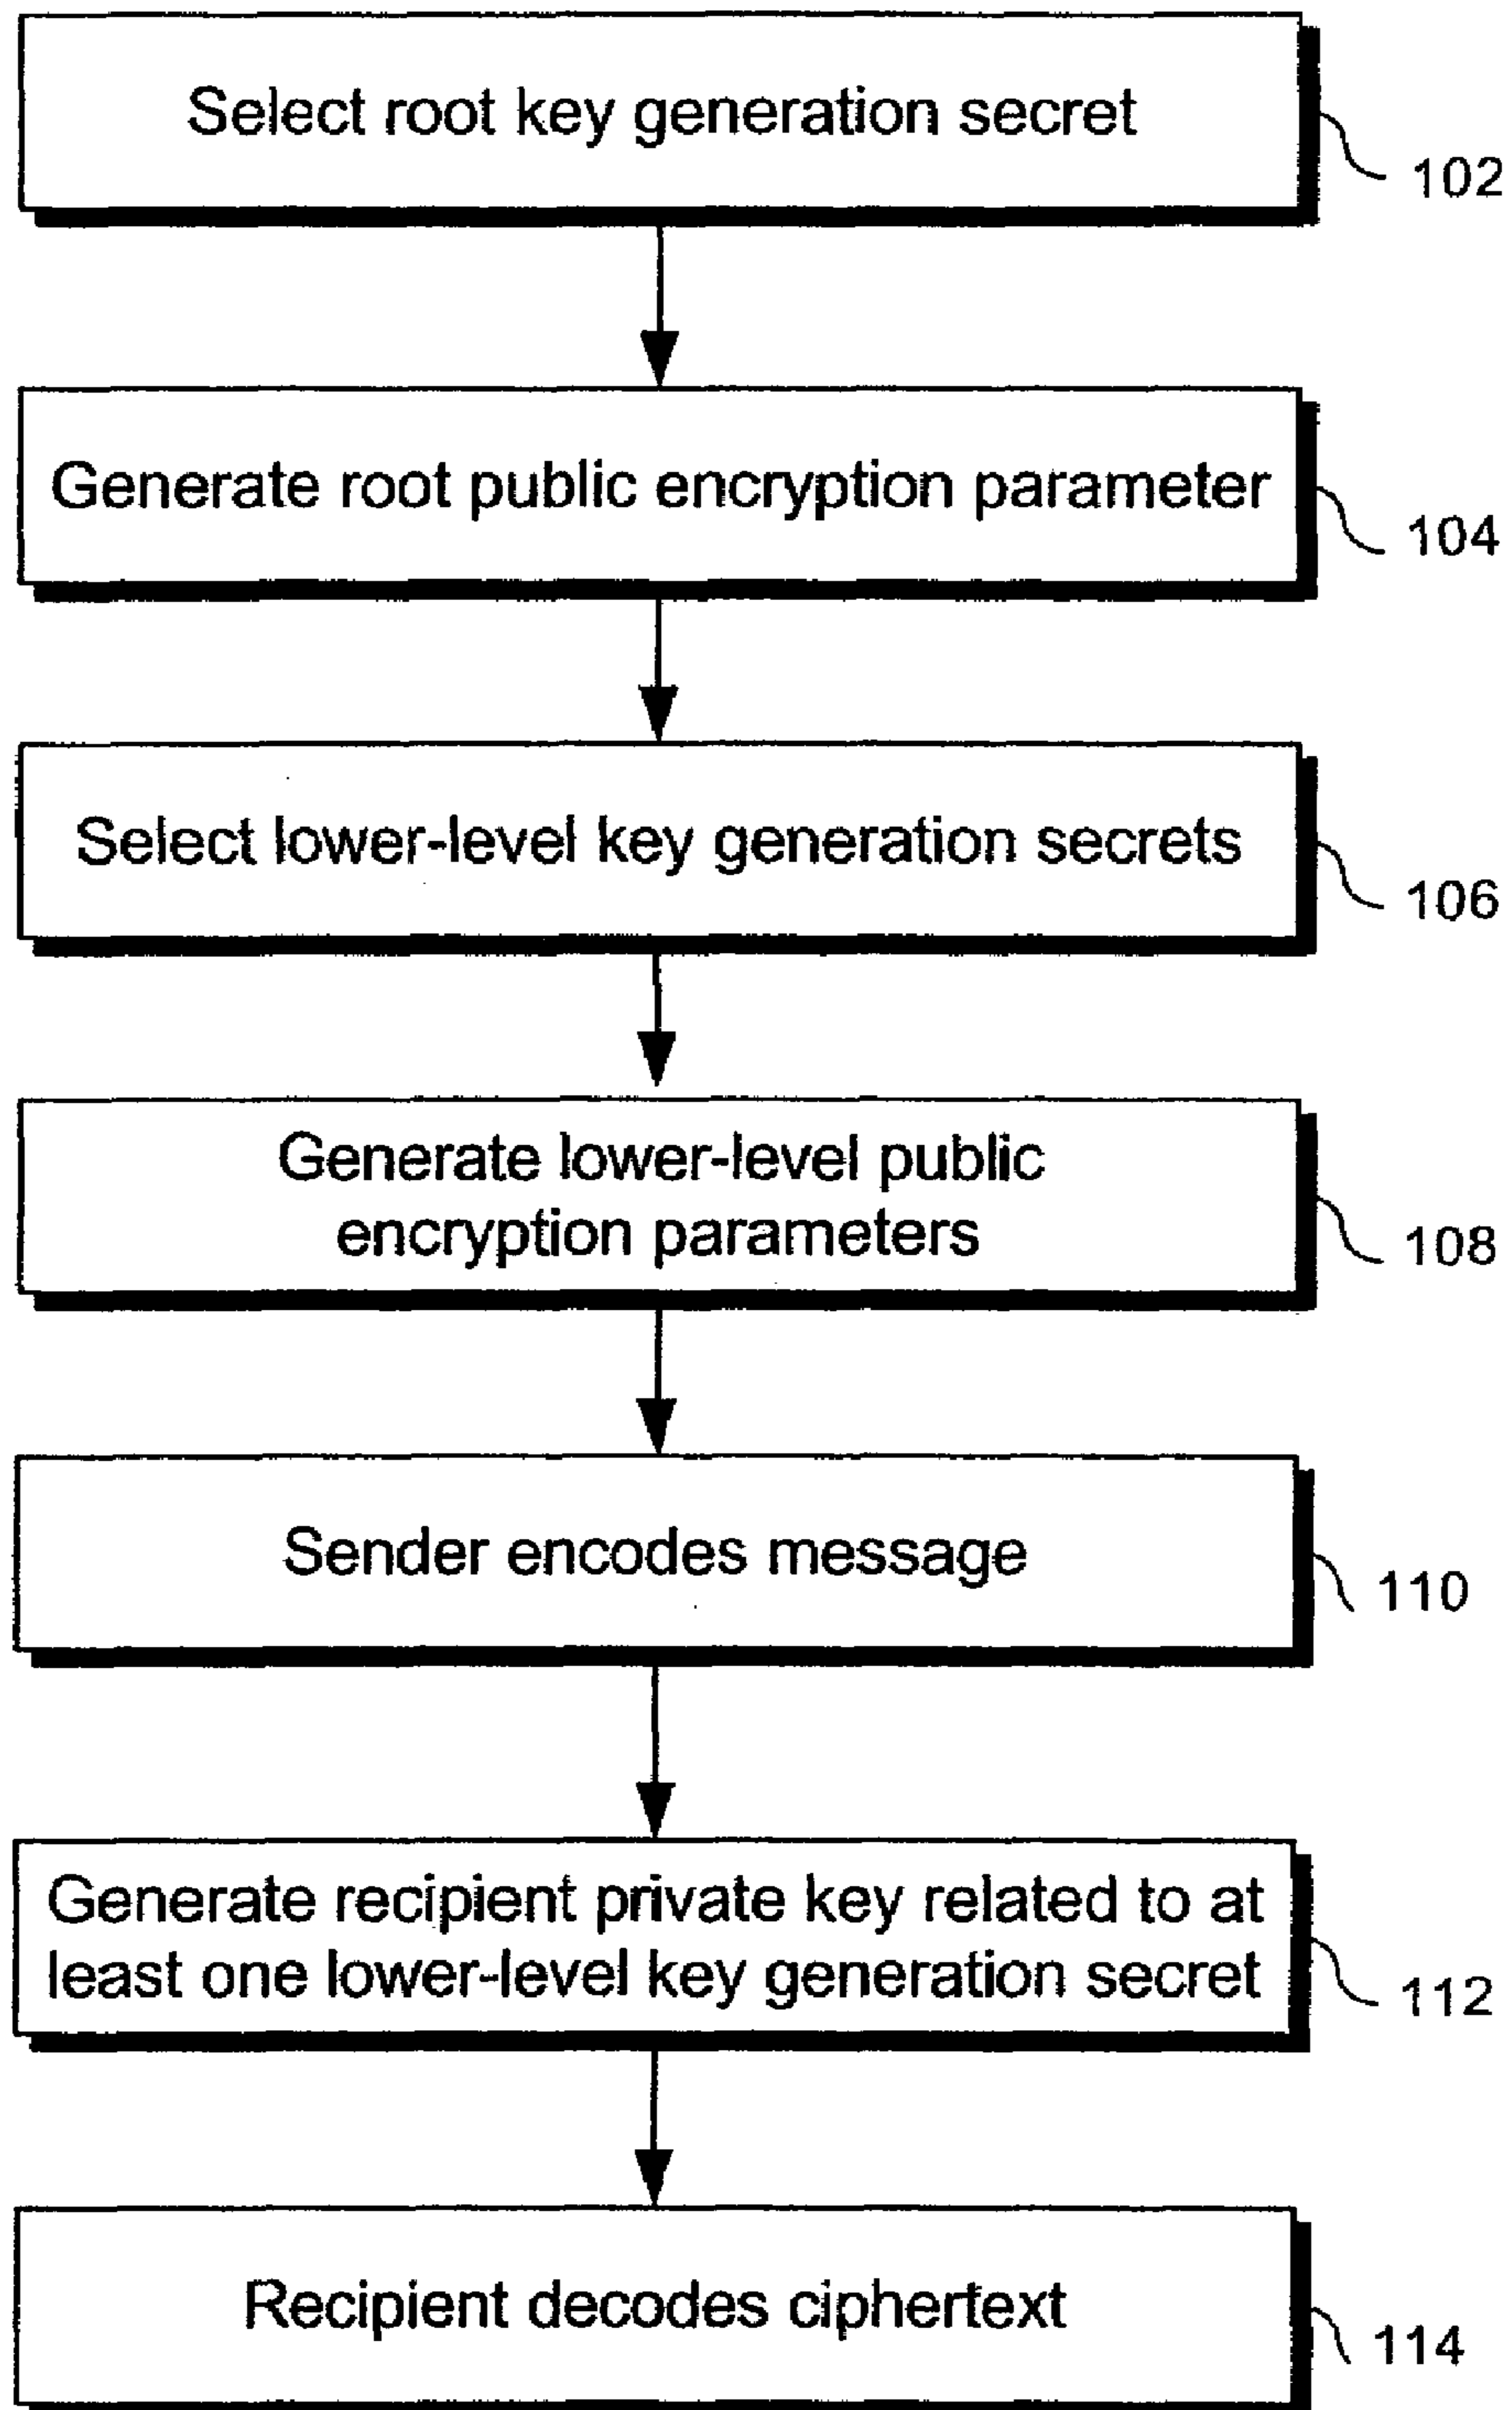 Select root key generation secret
102
Generate root public encryption parameter
104
Select lower-level key generation secrets
106
Generate lower-level public
encryption parameters
108
Sender encodes message
110
Generate recipient private key related to at
least one lower-level key generation secret
112
Recipient decodes ciphertext
114